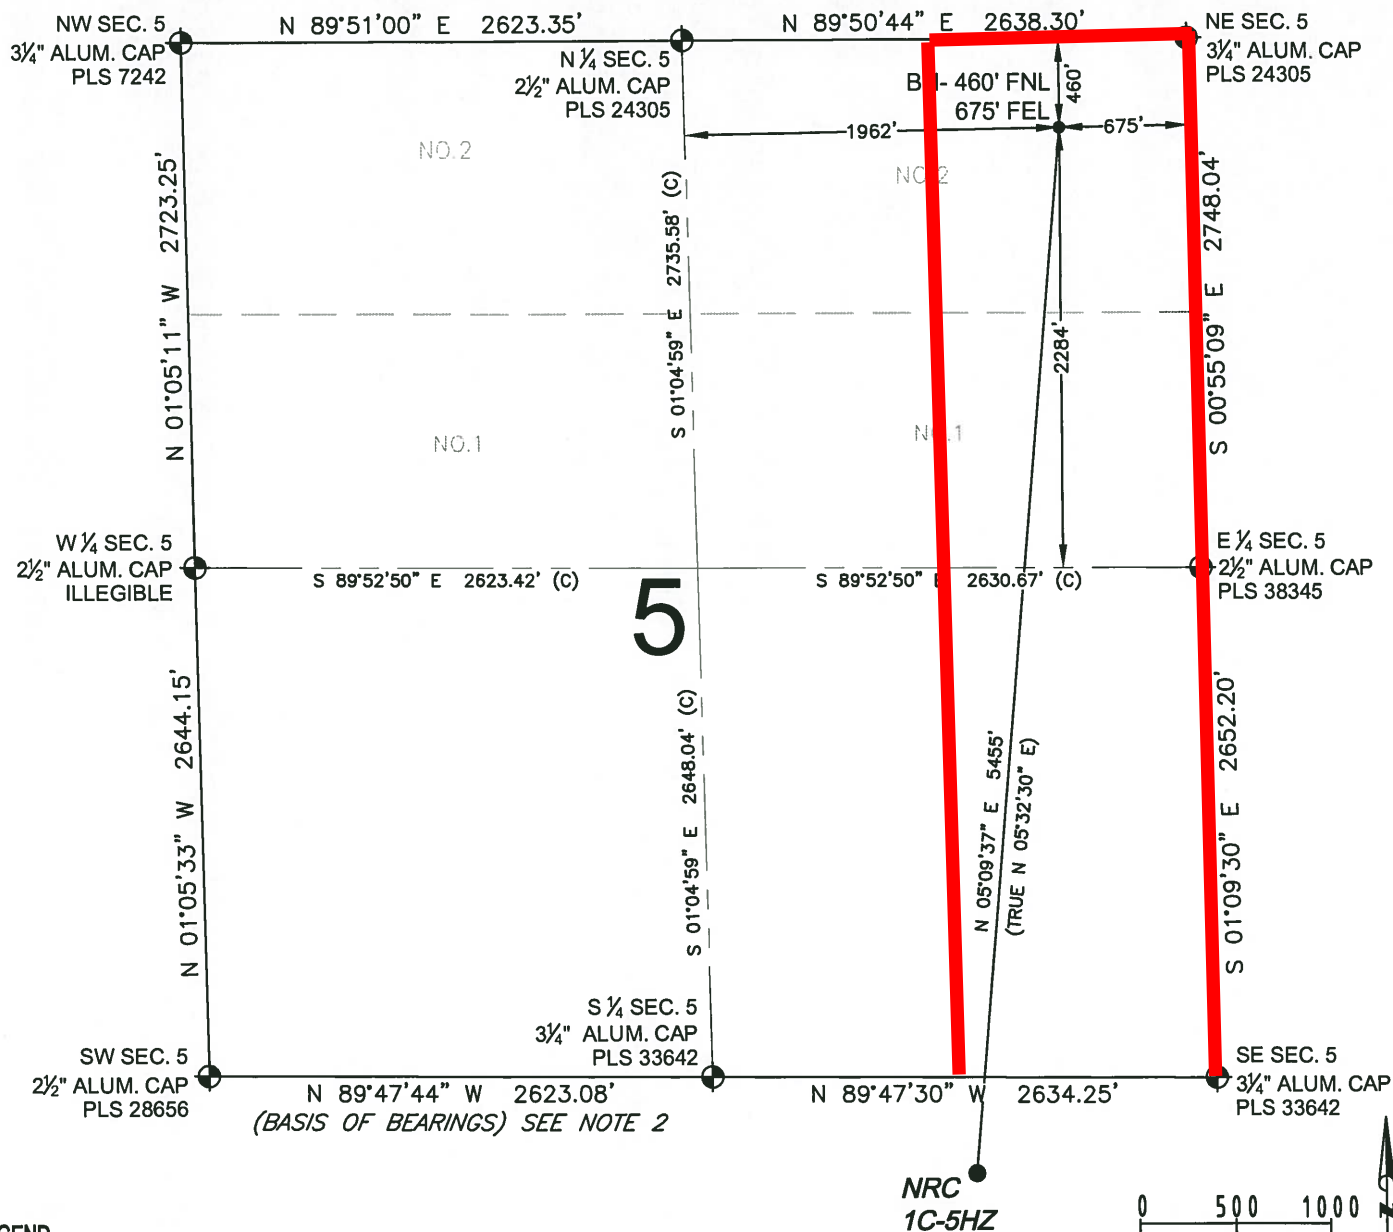 NW SEC. 5
3¼" ALUM. CAP
PLS 7242
N 89°51'00" E 2623.35'
N ¼ SEC. 5
2½" ALUM. CAP
PLS 24305
N 89°50'44" E 2638.30'
NE SEC. 5
3¼" ALUM. CAP
PLS 24305
460' FNL
675' FEL
460'
1962'
675'
NO.2
N 01°05'11" W 2723.25'
S 01°04'59" E 2735.58' (C)
S 00°55'09" E 2748.04'
2284'
NO.1
W ¼ SEC. 5
2½" ALUM. CAP
ILLEGIBLE
S 89°52'50" E 2623.42' (C)
5
S 89°52'50" E 2630.67' (C)
E ¼ SEC. 5
2½" ALUM. CAP
PLS 38345
N 01°05'33" W 2644.15'
S 01°04'59" E 2648.04' (C)
N 05°09'37" E 5455'
(TRUE N 05°32'30" E)
S 01°09'30" E 2652.20'
SW SEC. 5
2½" ALUM. CAP
PLS 28656
S ¼ SEC. 5
3¼" ALUM. CAP
PLS 33642
SE SEC. 5
3¼" ALUM. CAP
PLS 33642
N 89°47'44" W 2623.08'
(BASIS OF BEARINGS) SEE NOTE 2
N 89°47'30" W 2634.25'
NRC
1C-5HZ
0 500 1000